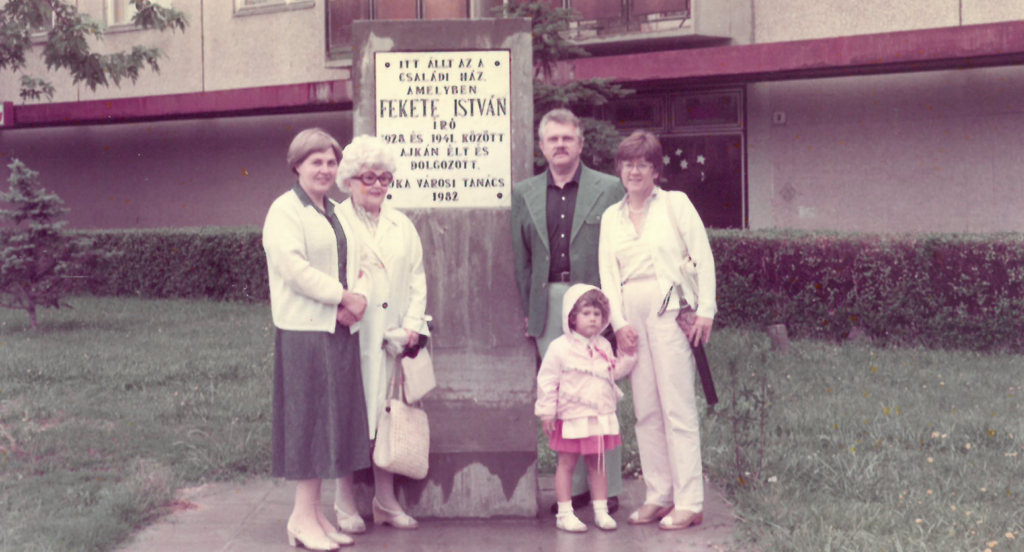 ITT ÁLLT AZ A
CSALÁDI HÁZ,
AMELYBEN
FEKETE ISTVÁN
ÍRÓ
1928. ÉS 1941. KÖZÖTT
AJKÁN ÉLT ÉS
DOLGOZOTT.
VÁROSI TANÁCS
1982